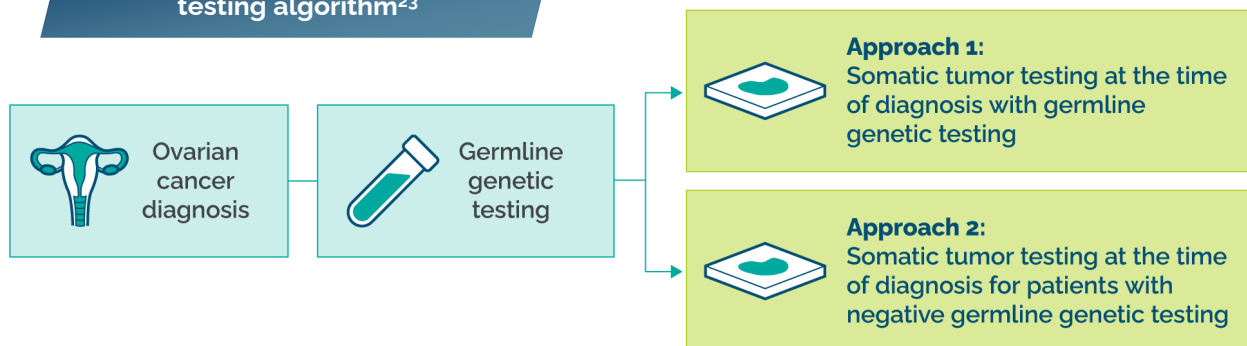 testing algorithm²³
Ovarian
cancer
diagnosis
Germline
genetic
testing
Approach 1:
Somatic tumor testing at the time
of diagnosis with germline
genetic testing
Approach 2:
Somatic tumor testing at the time
of diagnosis for patients with
negative germline genetic testing